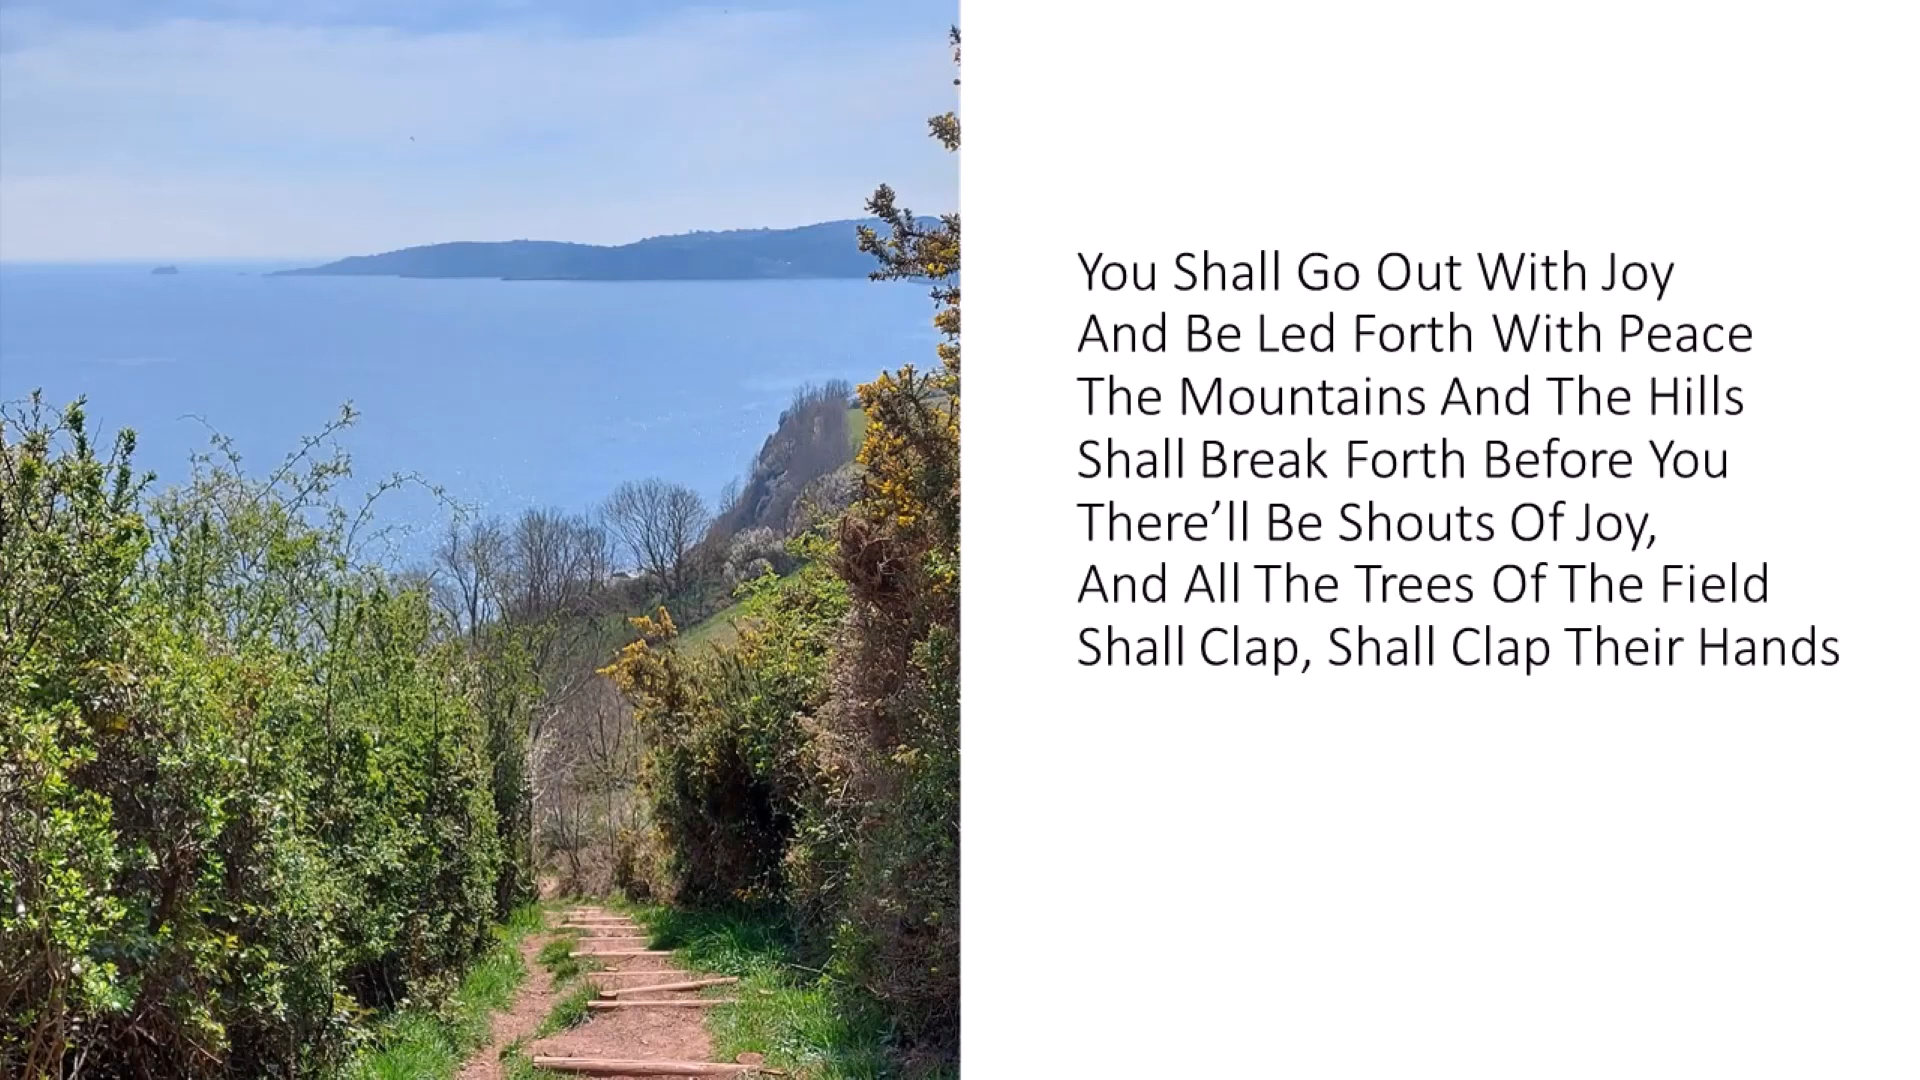 You Shall Go Out With Joy
And Be Led Forth With Peace
The Mountains And The Hills
Shall Break Forth Before You
There’ll Be Shouts Of Joy,
And All The Trees Of The Field
Shall Clap, Shall Clap Their Hands